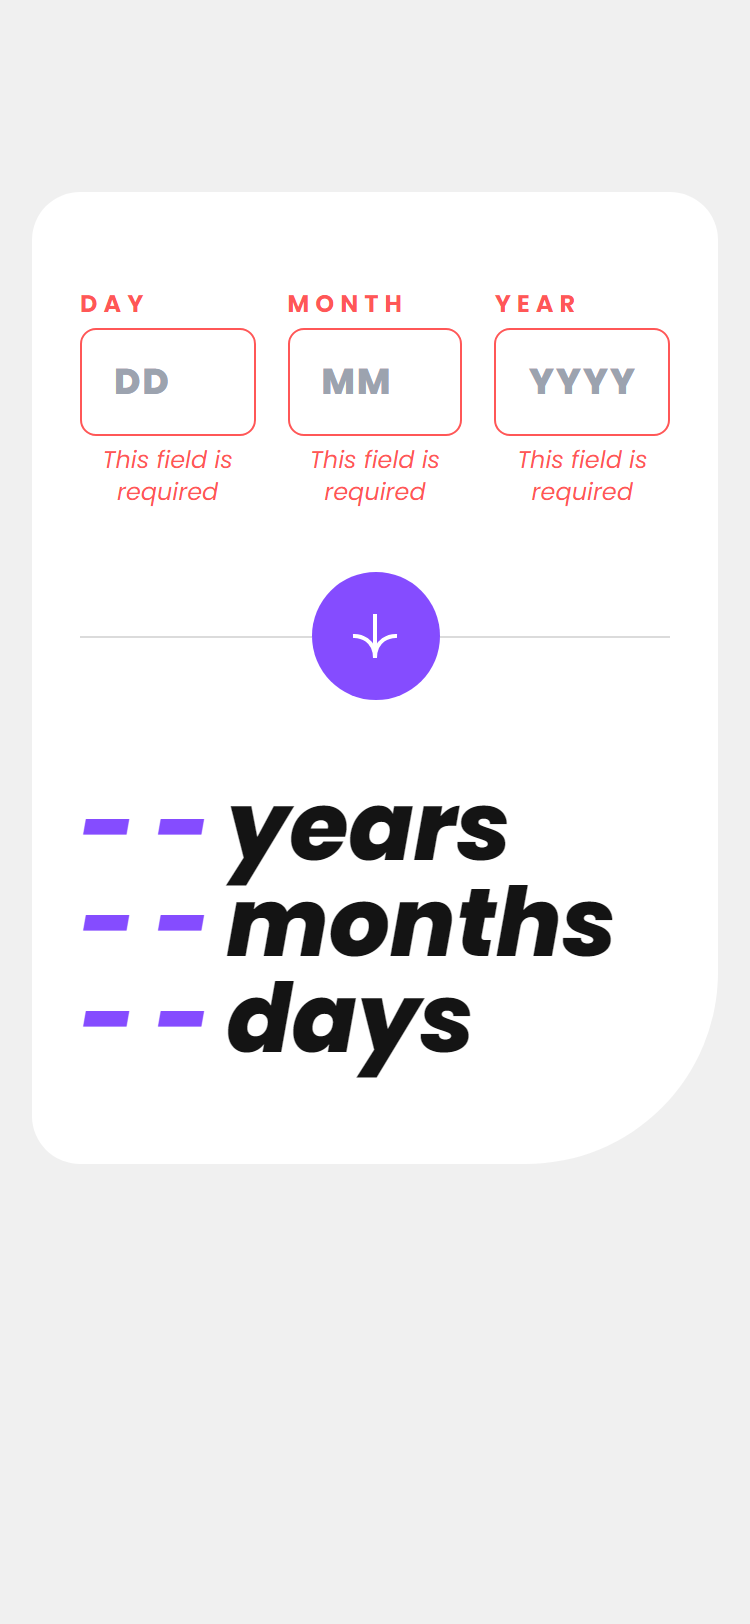 DAY MONTH YEAR
DD MM YYYY
This field is This field is This field is
required required required
- - years
- - months
- - days